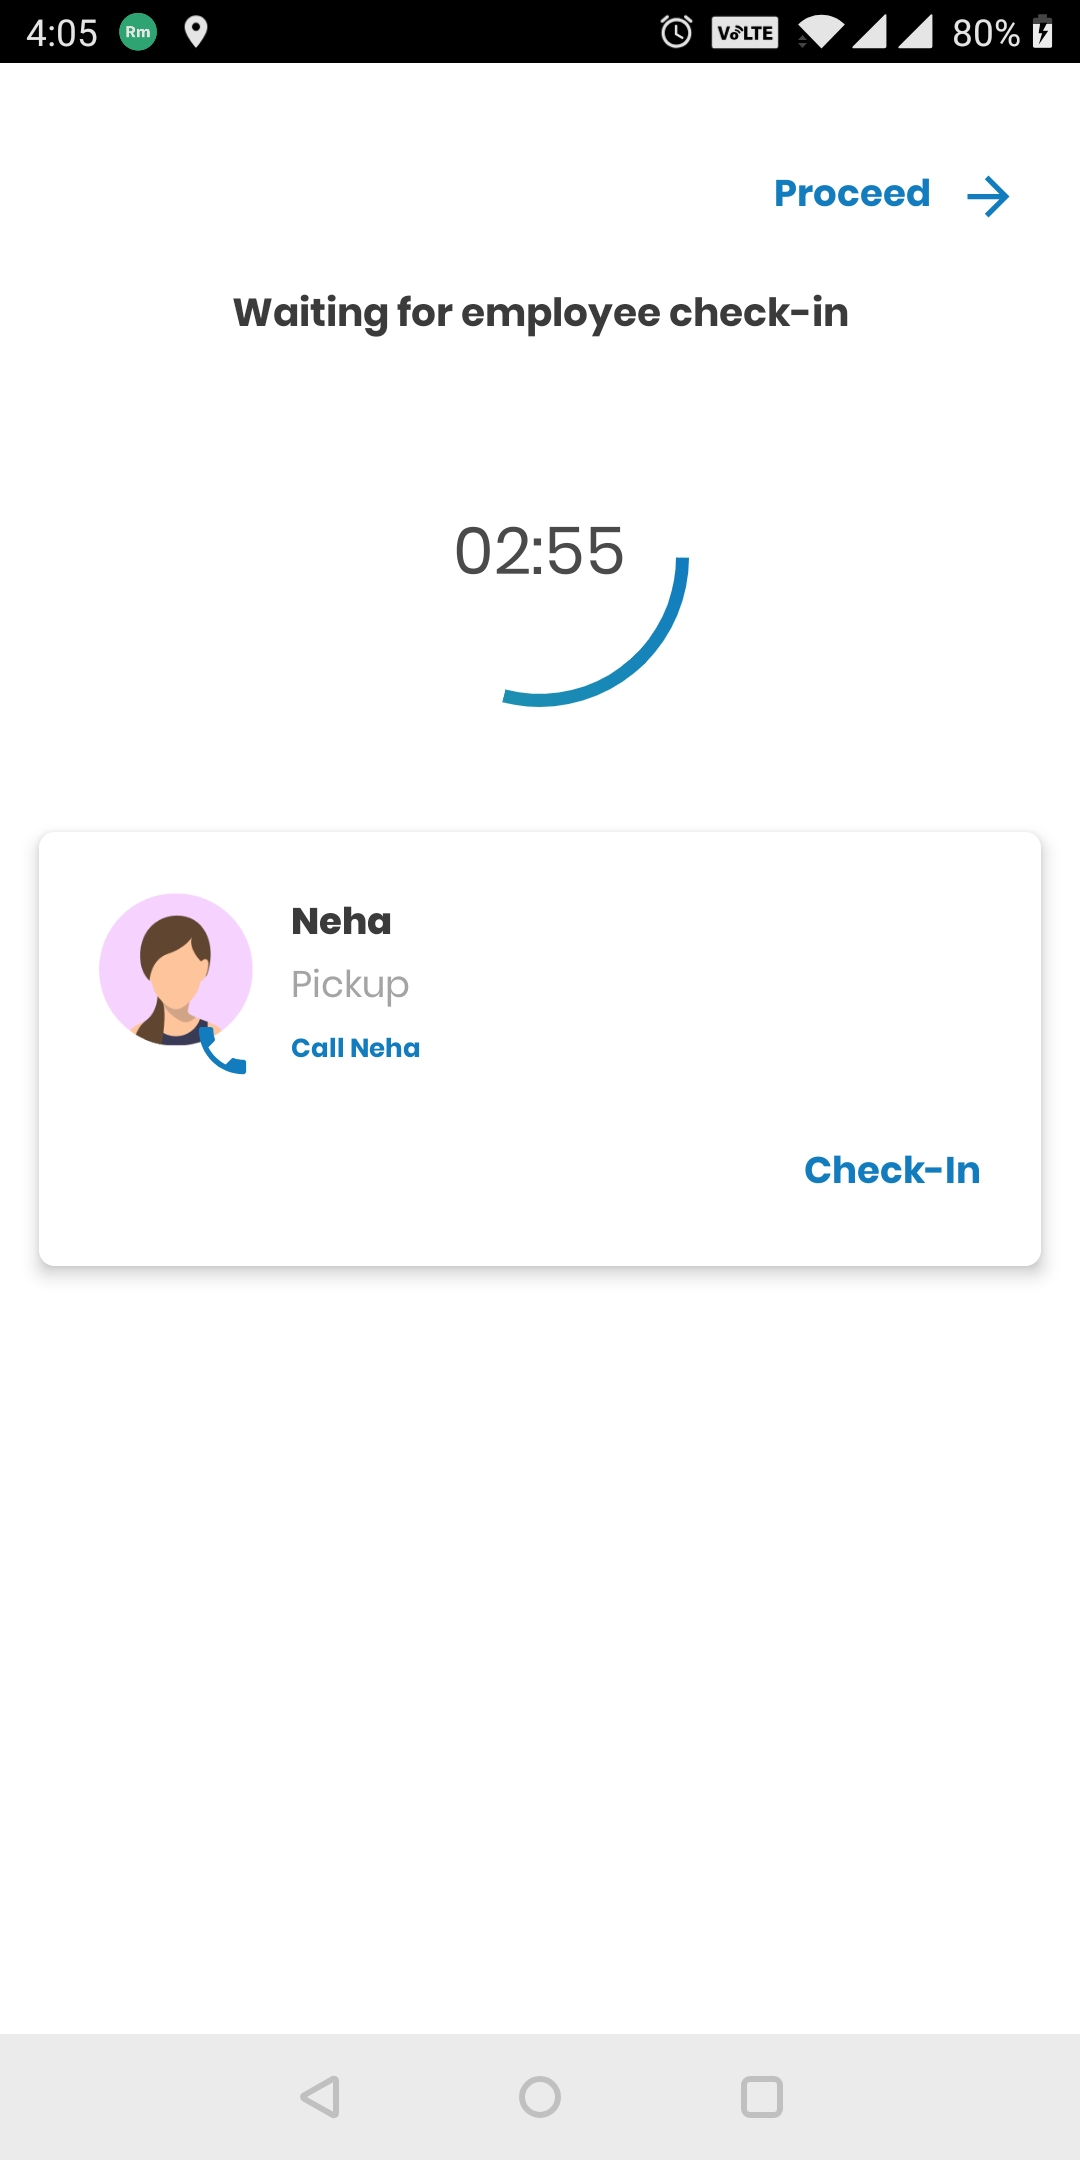 4:05 Rm VoLTE 80%
Proceed
Waiting for employee check-in
02:55
Neha
Pickup
Call Neha
Check-In